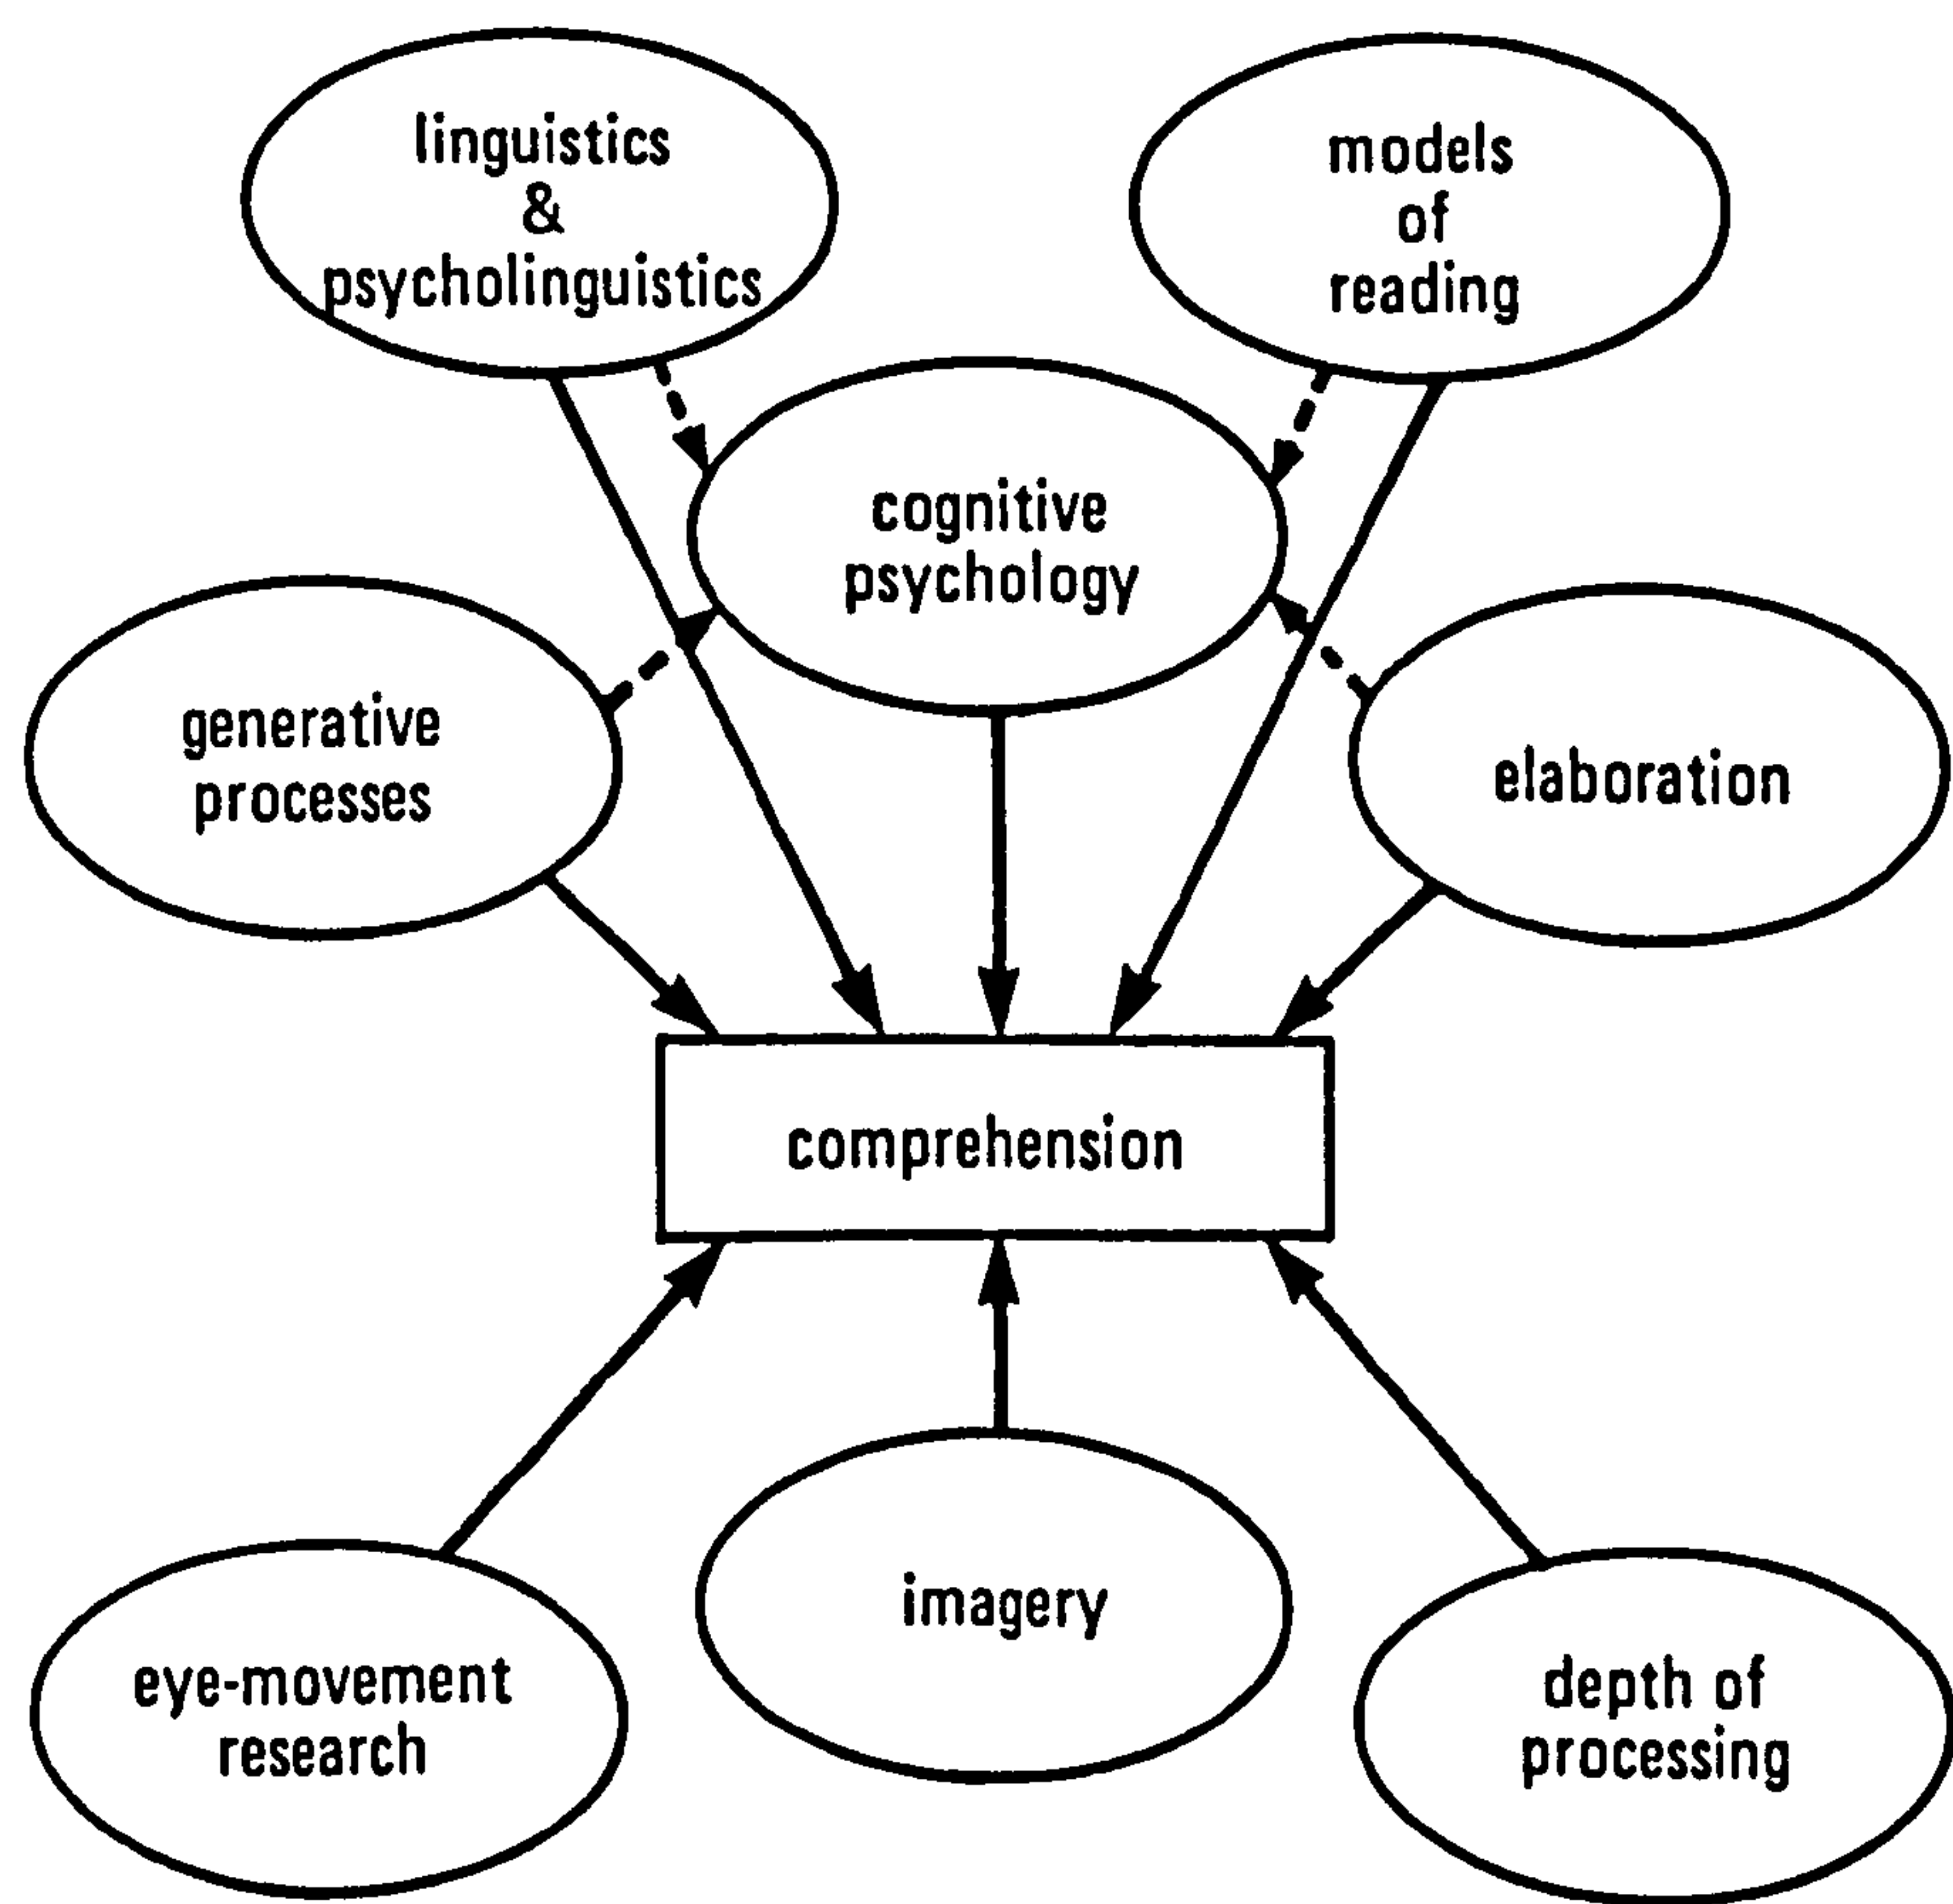 linguistics
&
psycholinguistics
models
of
reading
cognitive
psychology
generative
processes
elaboration
comprehension
eye-movement
research
imagery
depth of
processing